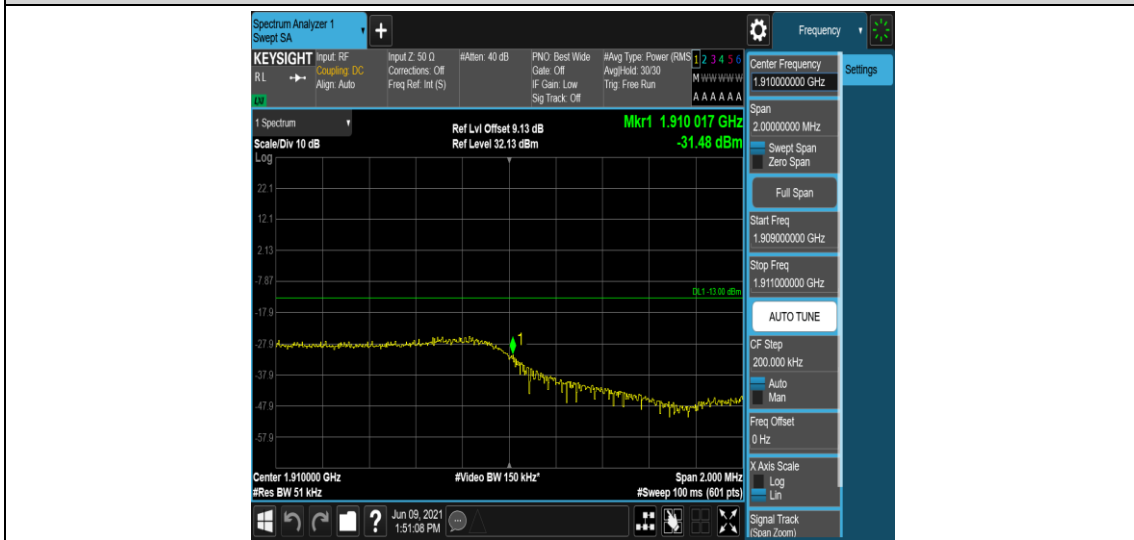 Spectrum Analyzer 1
Swept SA
+
Frequency
KEYSIGHT
RL
Input: RF
Coupling: DC
Align: Auto
Input Z: 50 Ω
Corrections: Off
Freq Ref: Int (S)
#Atten: 40 dB
PNO: Best Wide
Gate: Off
IF Gain: Low
Sig Track: Off
#Avg Type: Power (RMS
Avg|Hold: 30/30
Trig: Free Run
1 2 3 4 5 6
M W W W W W
A A A A A A
1 Spectrum
Scale/Div 10 dB
Log
Ref Lvl Offset 9.13 dB
Ref Level 32.13 dBm
Mkr1 1.910 017 GHz
-31.48 dBm
22.1
12.1
2.13
-7.87
DL1 -13.00 dBm
-17.9
-27.9
1
-37.9
-47.9
-57.9
Center 1.910000 GHz
#Res BW 51 kHz
#Video BW 150 kHz*
Span 2.000 MHz
#Sweep 100 ms (601 pts)
Center Frequency
1.910000000 GHz
Settings
Span
2.00000000 MHz
Swept Span
Zero Span
Full Span
Start Freq
1.909000000 GHz
Stop Freq
1.911000000 GHz
AUTO TUNE
CF Step
200.000 kHz
Auto
Man
Freq Offset
0 Hz
X Axis Scale
Log
Lin
Signal Track
(Span Zoom)
?
Jun 09, 2021
1:51:08 PM